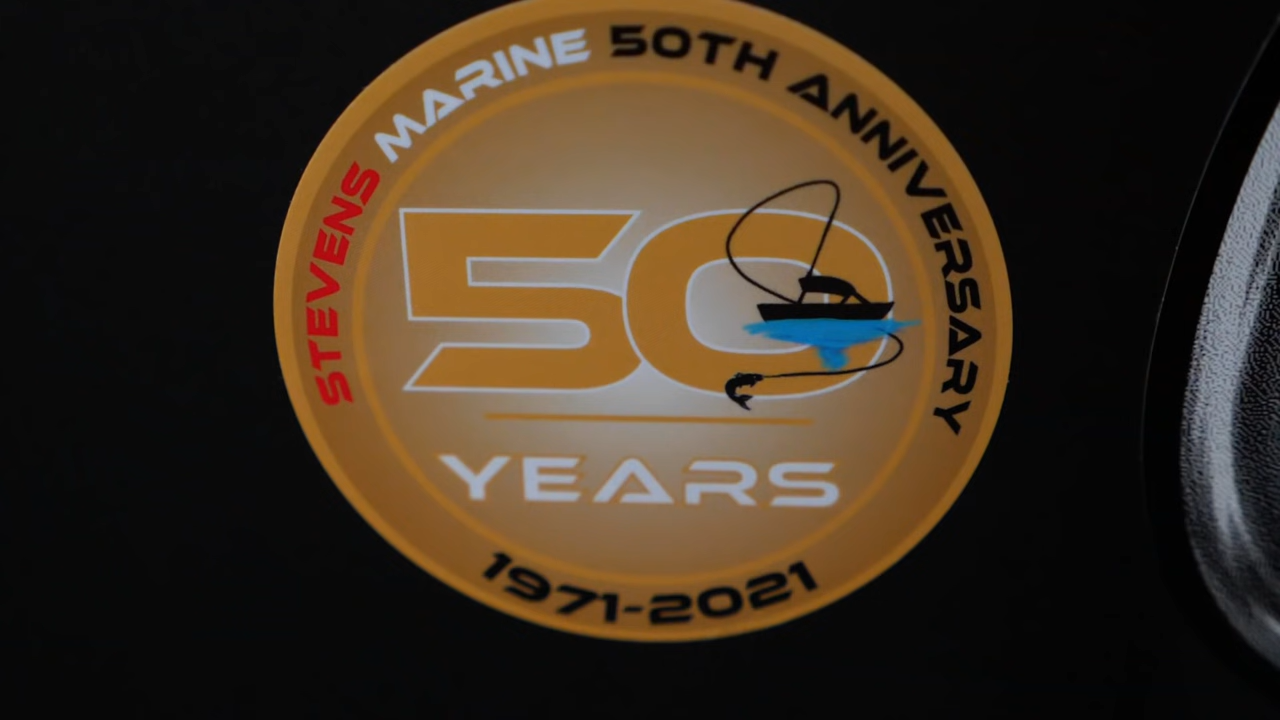 STEVENS MARINE 50TH ANNIVERSARY
50
YEARS
1971-2021